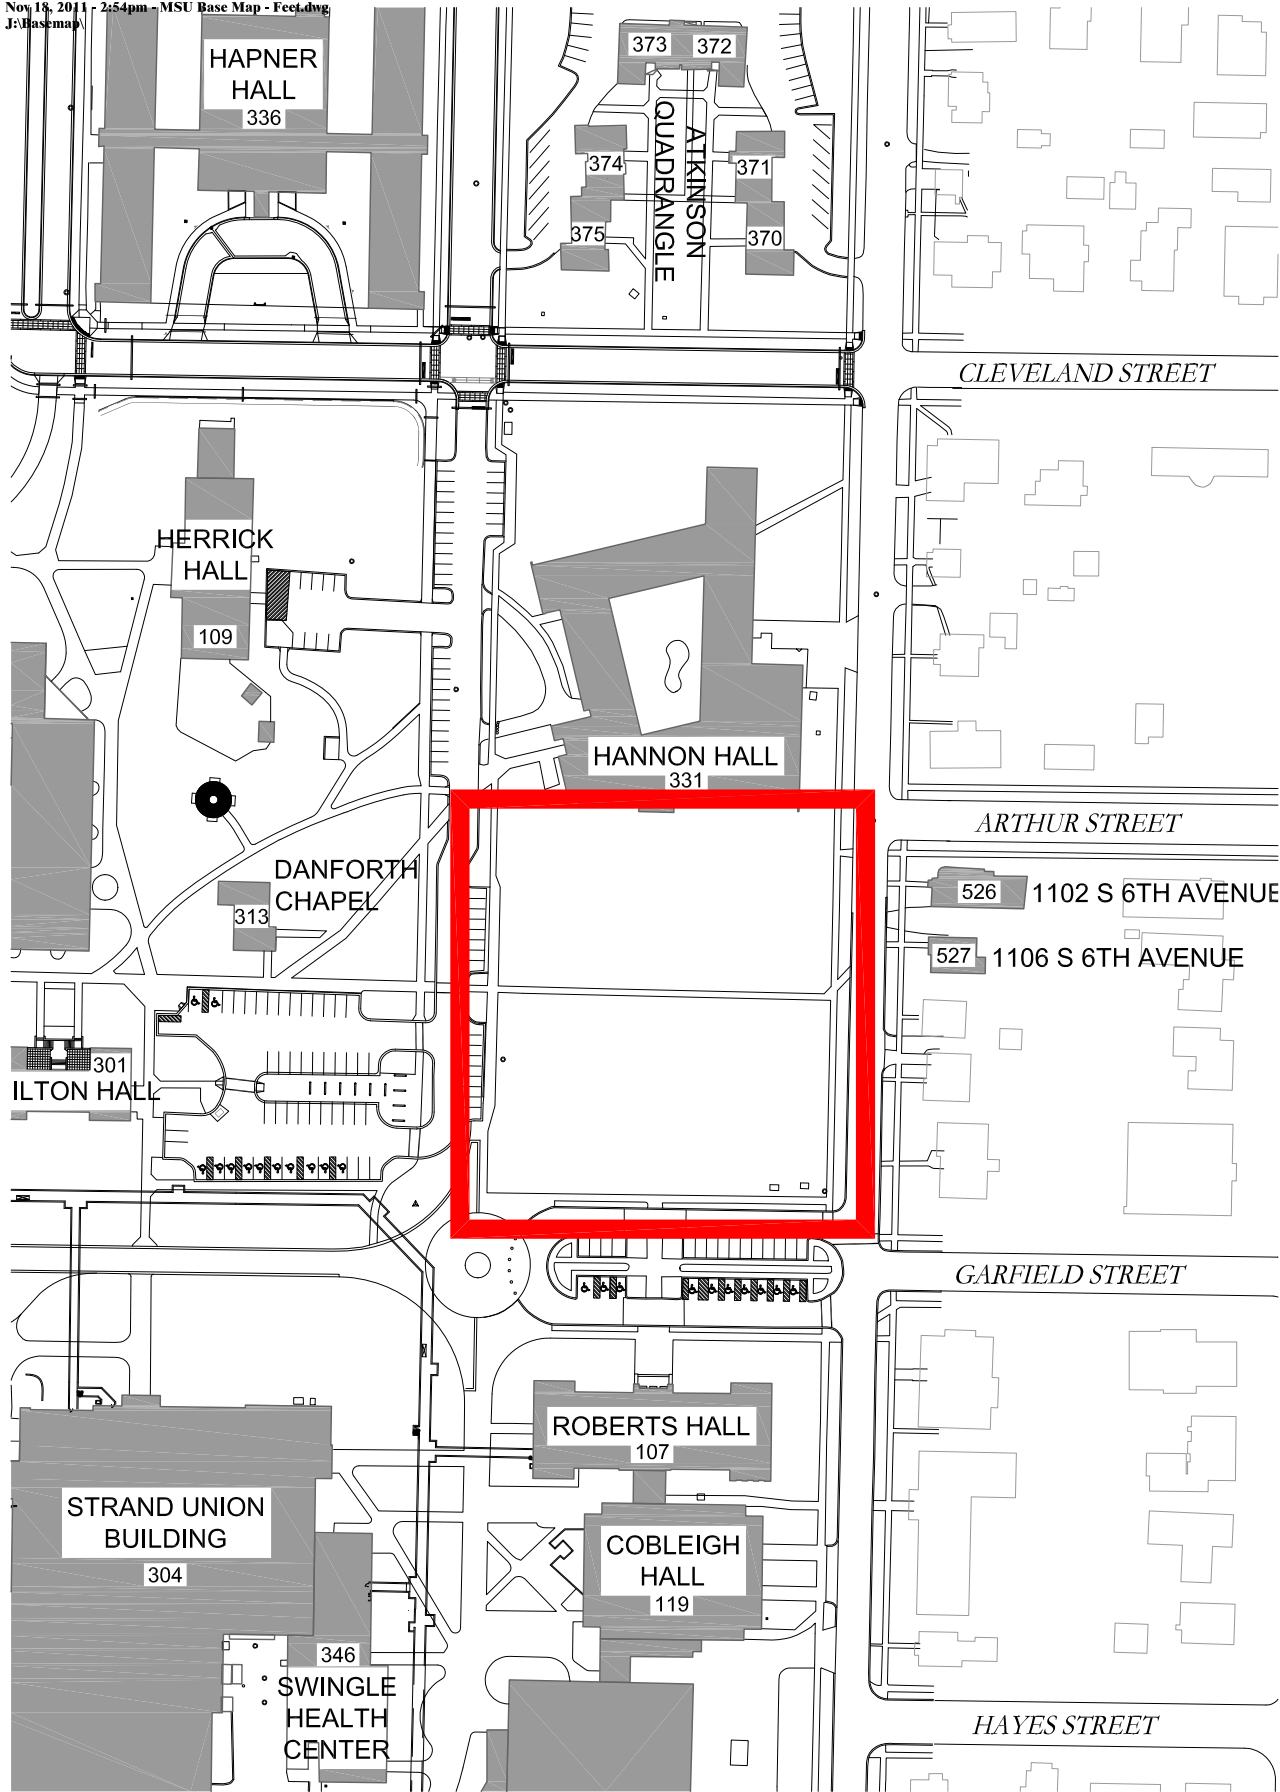 Nov 18, 2011 - 2:54pm - MSU Base Map - Feet.dwg
J:\Basemap\
HAPNER
HALL
336
373
372
ATKINSON
QUADRANGLE
374
371
375
370
CLEVELAND STREET
HERRICK
HALL
109
HANNON HALL
331
ARTHUR STREET
DANFORTH
CHAPEL
313
526
1102 S 6TH AVENUE
527
1106 S 6TH AVENUE
301
ILTON HALL
GARFIELD STREET
ROBERTS HALL
107
STRAND UNION
BUILDING
304
COBLEIGH
HALL
119
346
SWINGLE
HEALTH
CENTER
HAYES STREET